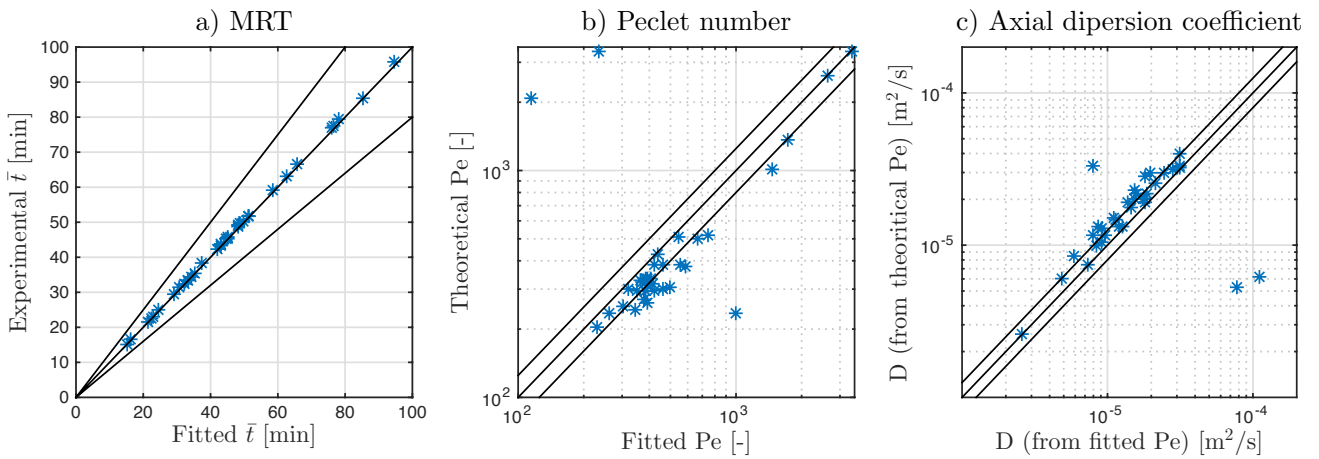 a) MRT
100
90
80
70
60
50
40
30
20
10
0
0 20 40 60 80 100
Experimental t̄ [min]
Fitted t̄ [min]
b) Peclet number
10³
10²
10² 10³
Theoretical Pe [-]
Fitted Pe [-]
c) Axial dipersion coefficient
10⁻⁴
10⁻⁵
10⁻⁵ 10⁻⁴
D (from theoritical Pe) [m²/s]
D (from fitted Pe) [m²/s]